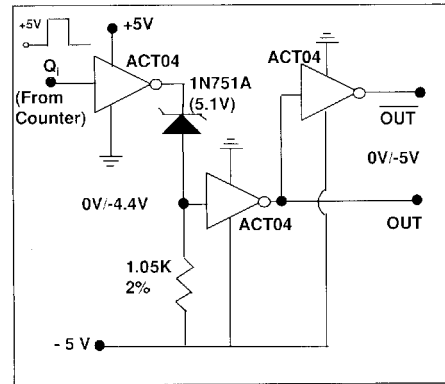 +5V
+5V
ACT04
ACT04
Qi
1N751A
(5.1V)
(From
Counter)
OUT
0V/-5V
0V/-4.4V
ACT04
OUT
1.05K
2%
- 5 V